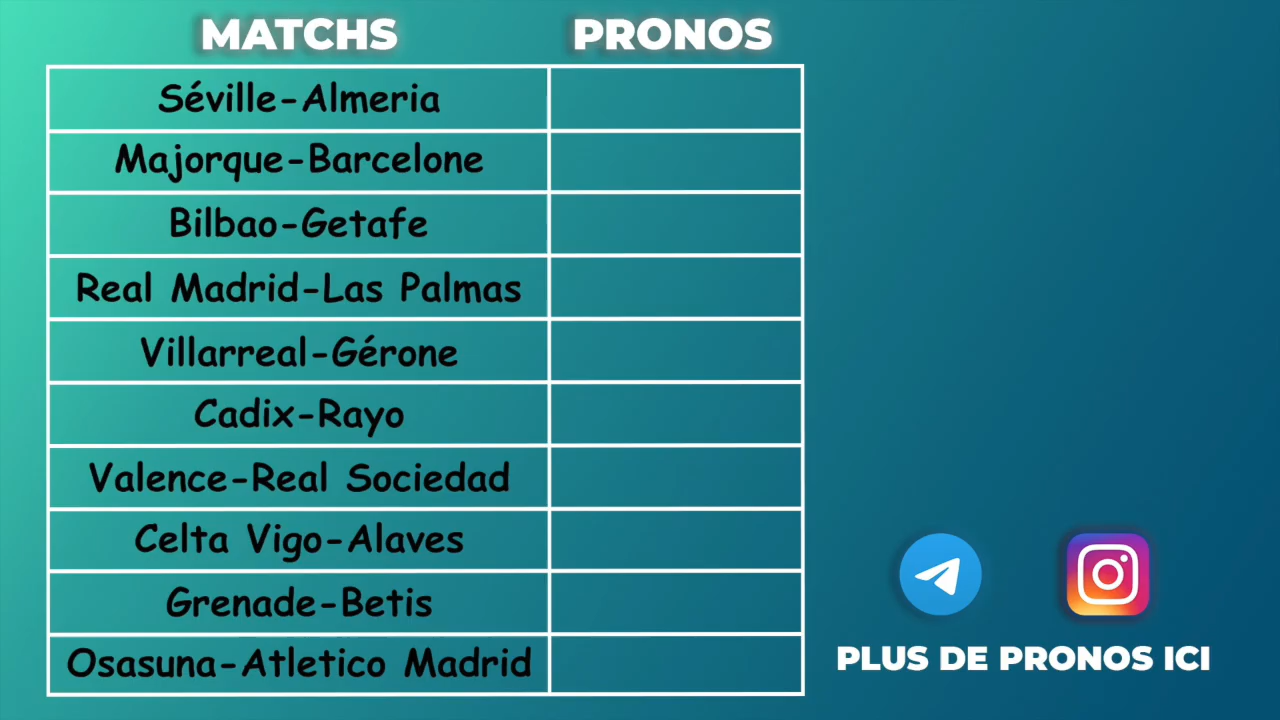 MATCHS PRONOS
Séville-Almeria
Majorque-Barcelone
Bilbao-Getafe
Real Madrid-Las Palmas
Villarreal-Gérone
Cadix-Rayo
Valence-Real Sociedad
Celta Vigo-Alaves
Grenade-Betis
Osasuna-Atletico Madrid
PLUS DE PRONOS ICI